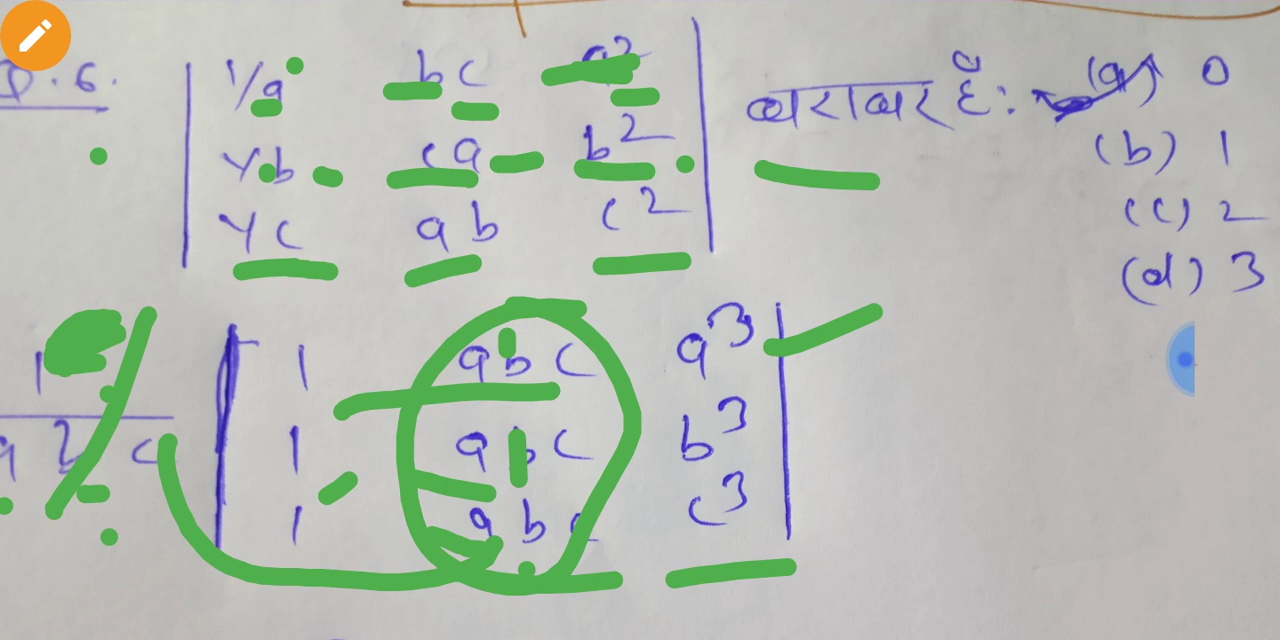 Q.6. | 1/a bc a² | बराबर है:- (a) 0
| 1/b ca b² | (b) 1
| 1/c ab c² | (c) 2
(d) 3
1 | 1 abc a³ |
abc | 1 abc b³ |
| 1 abc c³ |